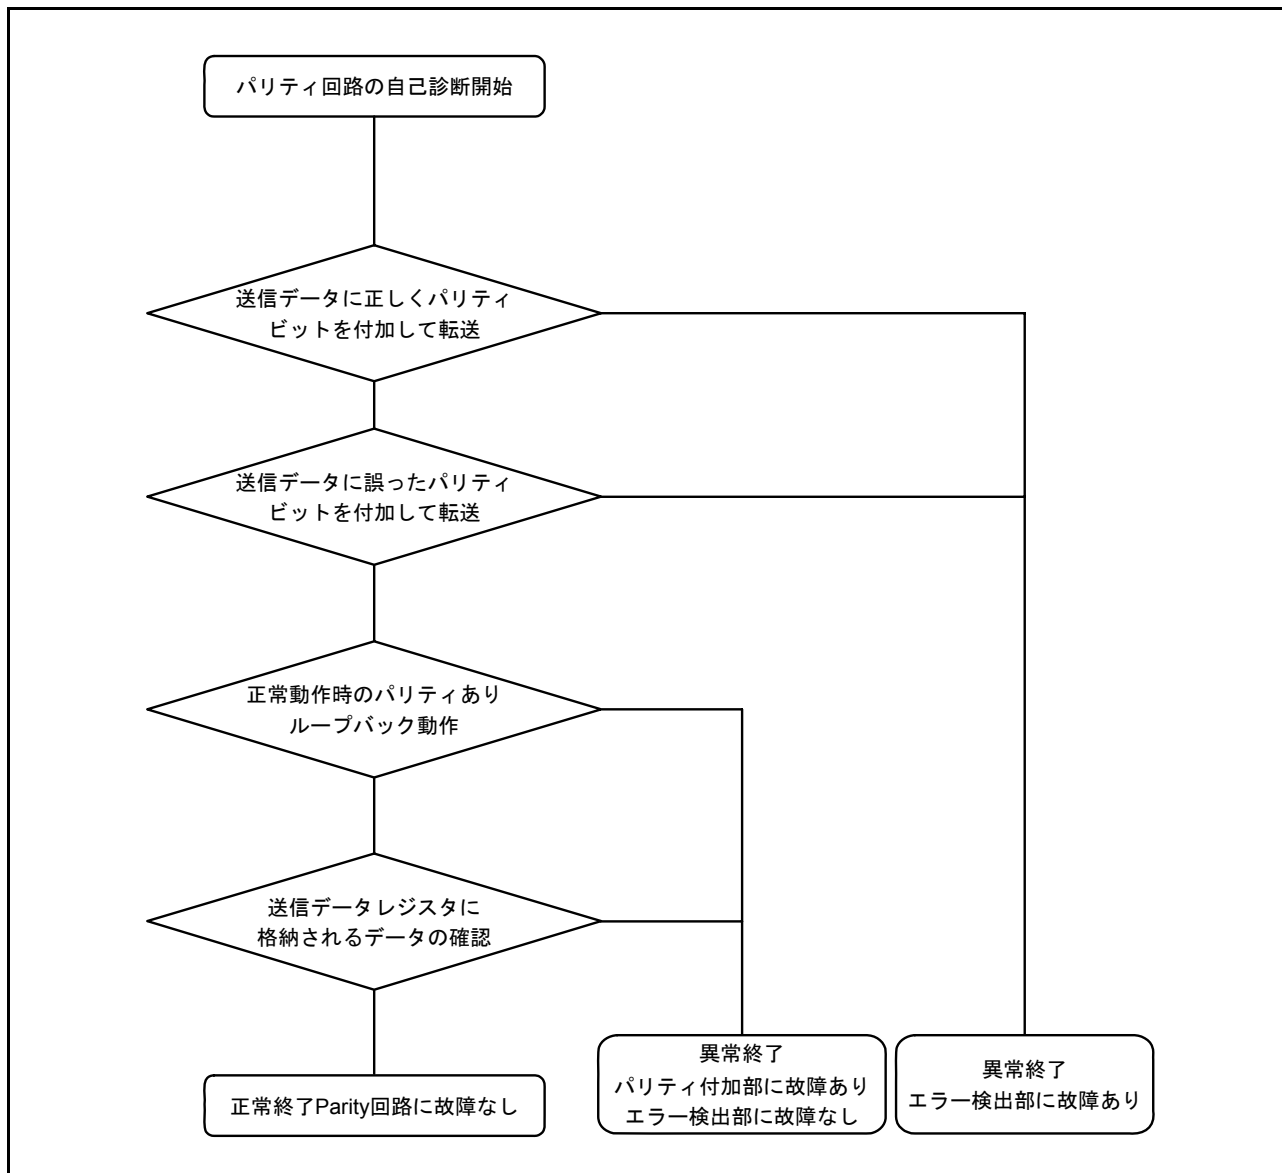 パリティ回路の自己診断開始
送信データに正しくパリティ
ビットを付加して転送
送信データに誤ったパリティ
ビットを付加して転送
正常動作時のパリティあり
ループバック動作
送信データレジスタに
格納されるデータの確認
正常終了Parity回路に故障なし
異常終了
パリティ付加部に故障あり
エラー検出部に故障なし
異常終了
エラー検出部に故障あり